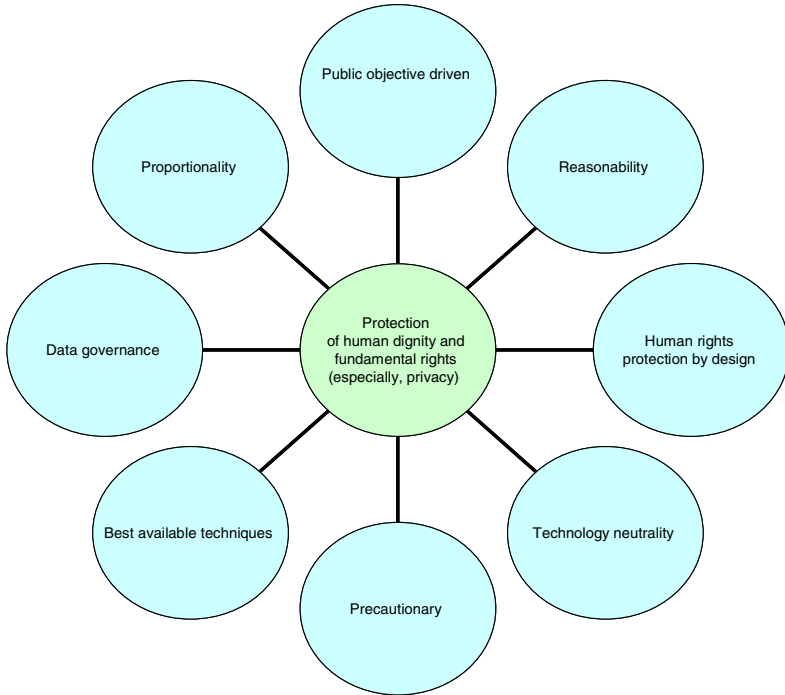 Public objective driven
Proportionality
Reasonability
Protection
of human dignity and
fundamental rights
(especially, privacy)
Data governance
Human rights
protection by design
Best available techniques
Technology neutrality
Precautionary